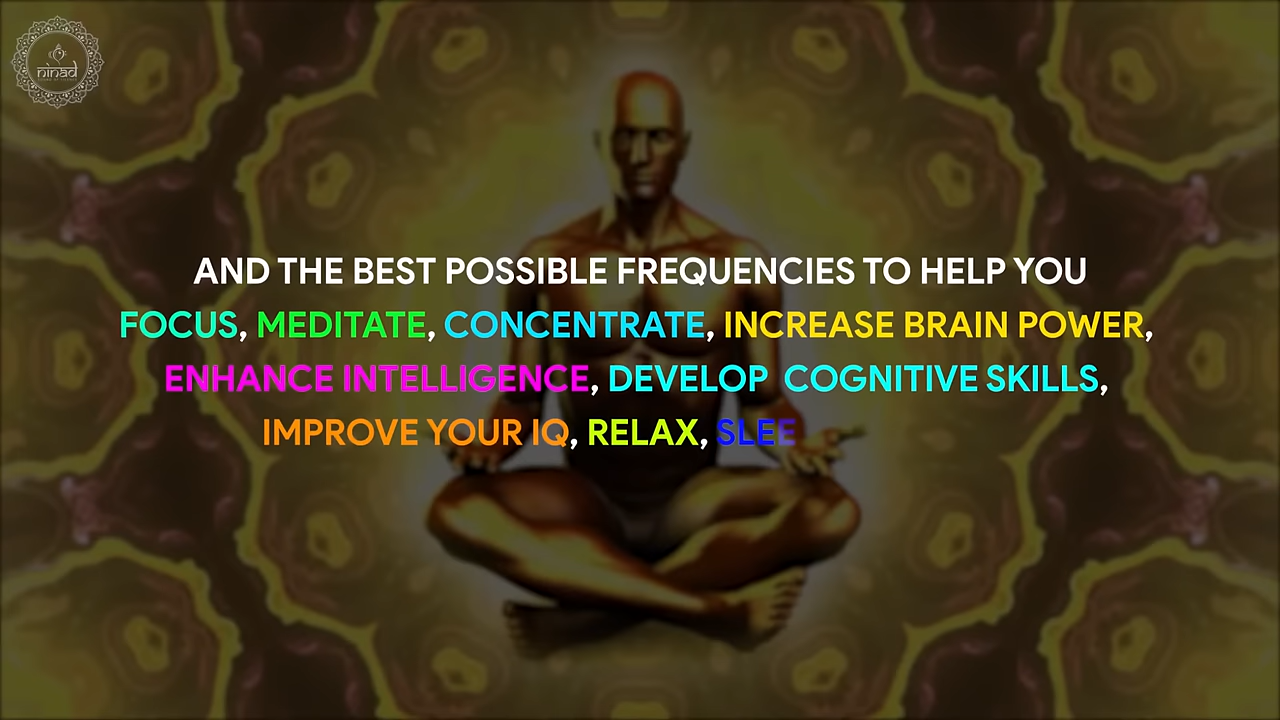 ninad
AND THE BEST POSSIBLE FREQUENCIES TO HELP YOU
FOCUS, MEDITATE, CONCENTRATE, INCREASE BRAIN POWER,
ENHANCE INTELLIGENCE, DEVELOP COGNITIVE SKILLS,
IMPROVE YOUR IQ, RELAX, SLEE